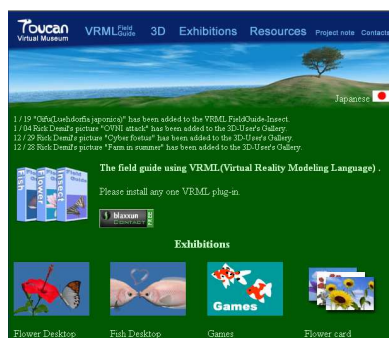 Toucan
Virtual Museum
VRML Field Guide
3D
Exhibitions
Resources
Project note
Contacts
Japanese
1 / 19 "Gifu(Luehdorfia japonica)" has been added to the VRML FieldGuide-Insect.
1 / 04 Rick Demil's picture "OVNI attack" has been added to the 3D-User's Gallery.
12 / 29 Rick Demil's picture "Cyber foetus" has been added to the 3D-User's Gallery.
12 / 28 Rick Demil's picture "Farm in summer" has been added to the 3D-User's Gallery.
The field guide using VRML(Virtual Reality Modeling Language) .
Fish
Flower
Insect
Please install any one VRML plug-in.
blaxxun
CONTACT
FREE
Exhibitions
Games
Flower Desktop
Fish Desktop
Games
Flower card